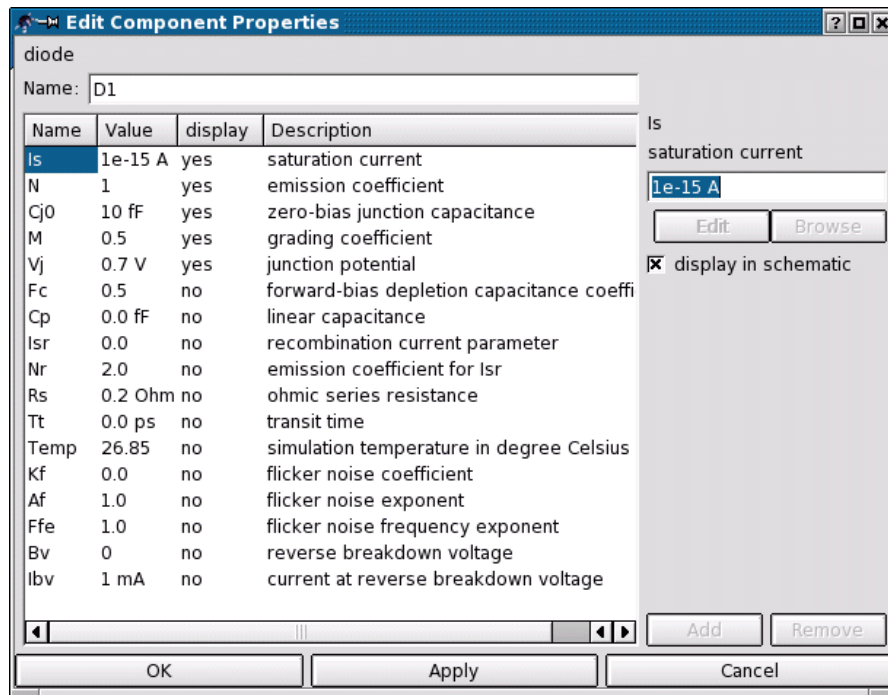 Edit Component Properties
diode
Name: D1
Name Value display Description
Is 1e-15 A yes saturation current
N 1 yes emission coefficient
Cj0 10 fF yes zero-bias junction capacitance
M 0.5 yes grading coefficient
Vj 0.7 V yes junction potential
Fc 0.5 no forward-bias depletion capacitance coeffi
Cp 0.0 fF no linear capacitance
Isr 0.0 no recombination current parameter
Nr 2.0 no emission coefficient for Isr
Rs 0.2 Ohm no ohmic series resistance
Tt 0.0 ps no transit time
Temp 26.85 no simulation temperature in degree Celsius
Kf 0.0 no flicker noise coefficient
Af 1.0 no flicker noise exponent
Ffe 1.0 no flicker noise frequency exponent
Bv 0 no reverse breakdown voltage
Ibv 1 mA no current at reverse breakdown voltage
Is
saturation current
1e-15 A
Edit Browse
display in schematic
Add Remove
OK Apply Cancel